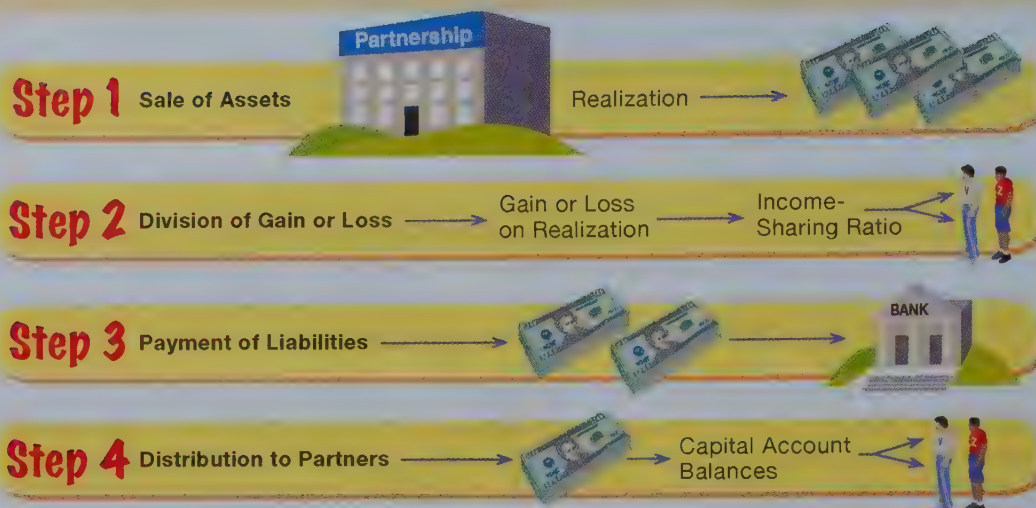 Partnership
Step 1 Sale of Assets
Realization
Step 2 Division of Gain or Loss
Gain or Loss
on Realization
Income-
Sharing Ratio
V
Z
Step 3 Payment of Liabilities
BANK
Step 4 Distribution to Partners
Capital Account
Balances
V
Z